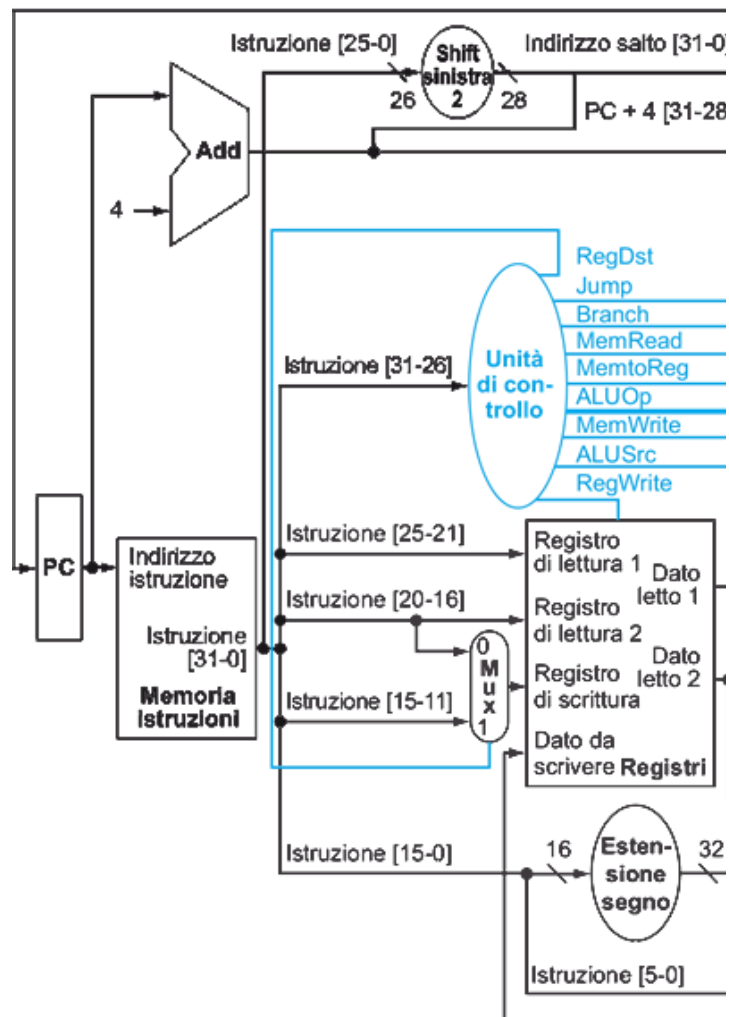 Istruzione [25-0]
Shift
sinistra
2
26
28
Indirizzo salto [31-0]
PC + 4 [31-28
Add
4
RegDst
Jump
Branch
MemRead
MemtoReg
ALUOp
MemWrite
ALUSrc
RegWrite
Unità
di con-
trollo
Istruzione [31-26]
PC
Indirizzo
istruzione
Istruzione
[31-0]
Memoria
istruzioni
Istruzione [25-21]
Istruzione [20-16]
Istruzione [15-11]
0
M
u
x
1
Registro
di lettura 1
Dato
letto 1
Registro
di lettura 2
Dato
letto 2
Registro
di scrittura
Dato da
scrivere Registri
Istruzione [15-0]
16
Esten-
sione
segno
32
Istruzione [5-0]